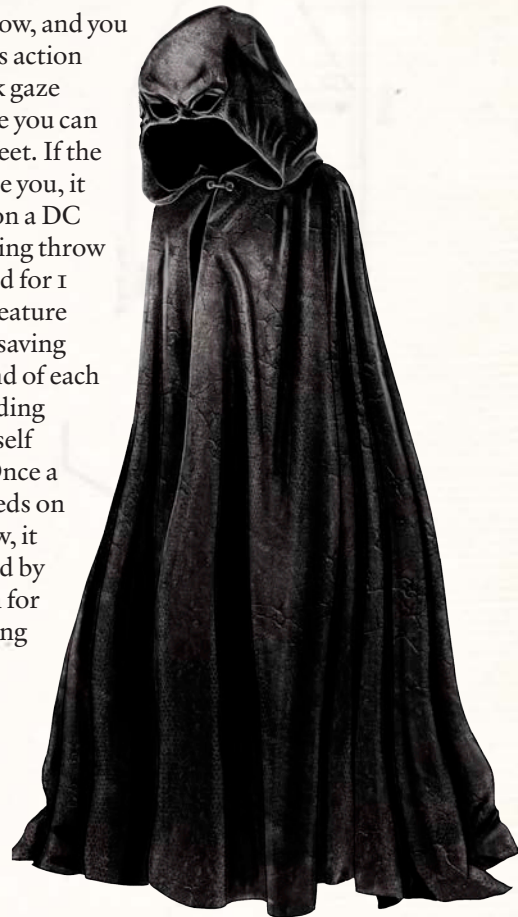 ow, and you
s action
k gaze
e you can
eet. If the
e you, it
on a DC
ing throw
d for 1
eature
saving
nd of each
ding
self
Once a
eds on
w, it
d by
for
ng